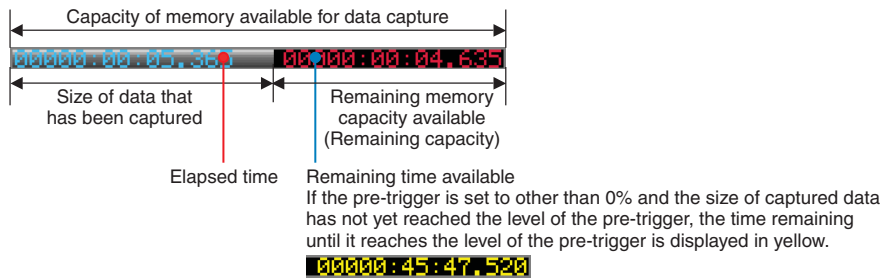 Capacity of memory available for data capture
00000:00:05.365 00000:00:04.635
Size of data that
has been captured
Remaining memory
capacity available
(Remaining capacity)
Elapsed time
Remaining time available
If the pre-trigger is set to other than 0% and the size of captured data
has not yet reached the level of the pre-trigger, the time remaining
until it reaches the level of the pre-trigger is displayed in yellow.
00000:45:47.520